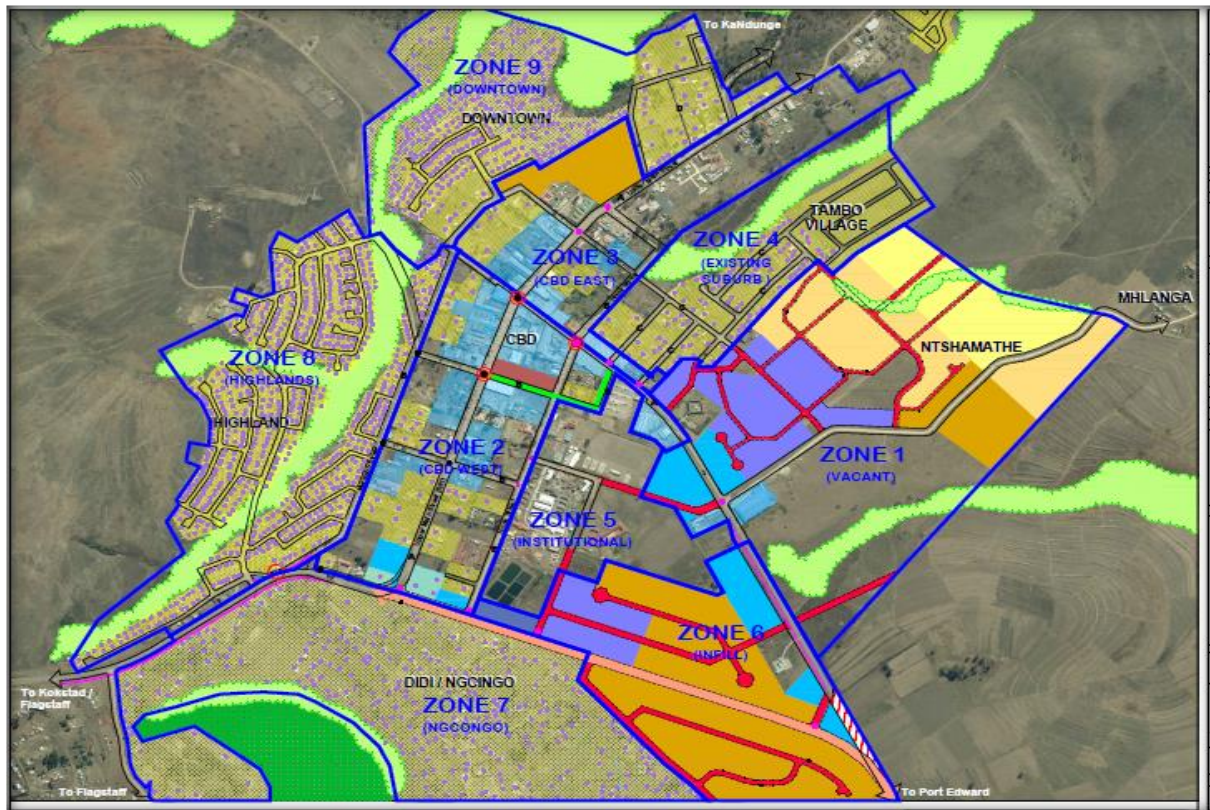 To KaNdunge
ZONE 9
(DOWNTOWN)
DOWNTOWN
TAMBO
VILLAGE
ZONE 4
(EXISTING
SUBURB)
ZONE 3
(CBD EAST)
MHLANGA
CBD
NTSHAMATHE
ZONE 8
(HIGHLANDS)
HIGHLAND
ZONE 2
(CBD WEST)
ZONE 1
(VACANT)
ZONE 5
(INSTITUTIONAL)
ZONE 6
(INFILL)
DIDI / NGCINGO
ZONE 7
(NGCONGO)
To Kokstad /
Flagstaff
To Flagstaff
To Port Edward